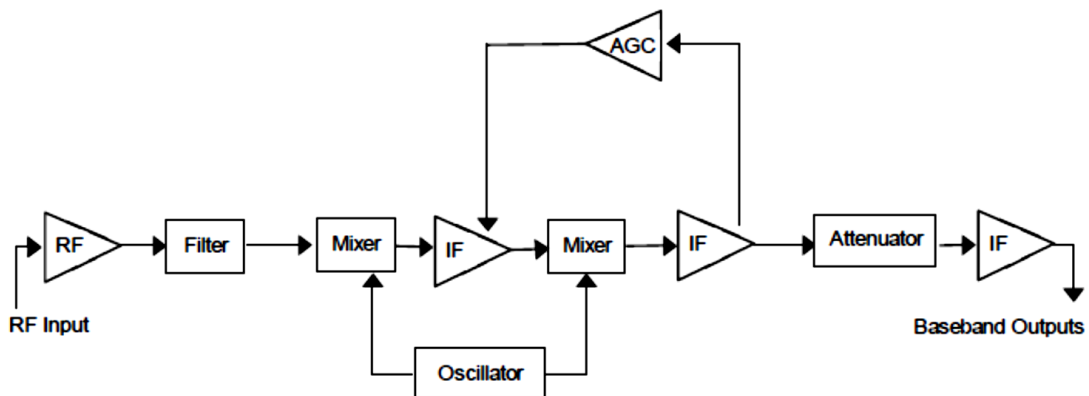 AGC
RF
Filter
Mixer
IF
Mixer
IF
Attenuator
IF
RF Input
Baseband Outputs
Oscillator